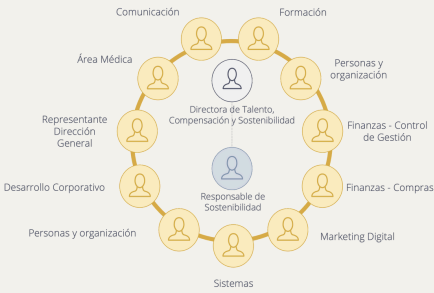 Comunicación
Formación
Área Médica
Personas y
organización
Directora de Talento,
Compensación y Sostenibilidad
Representante
Dirección
General
Finanzas - Control
de Gestión
Desarrollo Corporativo
Responsable de
Sostenibilidad
Finanzas - Compras
Personas y organización
Marketing Digital
Sistemas